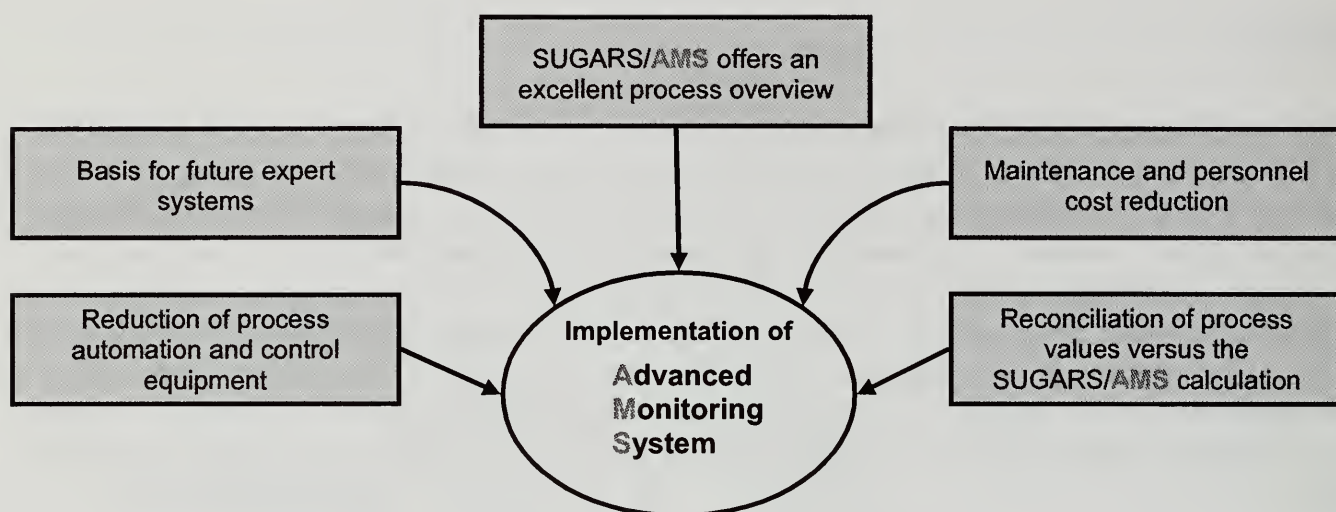 SUGARS/AMS offers an
excellent process overview
Basis for future expert
systems
Maintenance and personnel
cost reduction
Reduction of process
automation and control
equipment
Implementation of
Advanced
Monitoring
System
Reconciliation of process
values versus the
SUGARS/AMS calculation